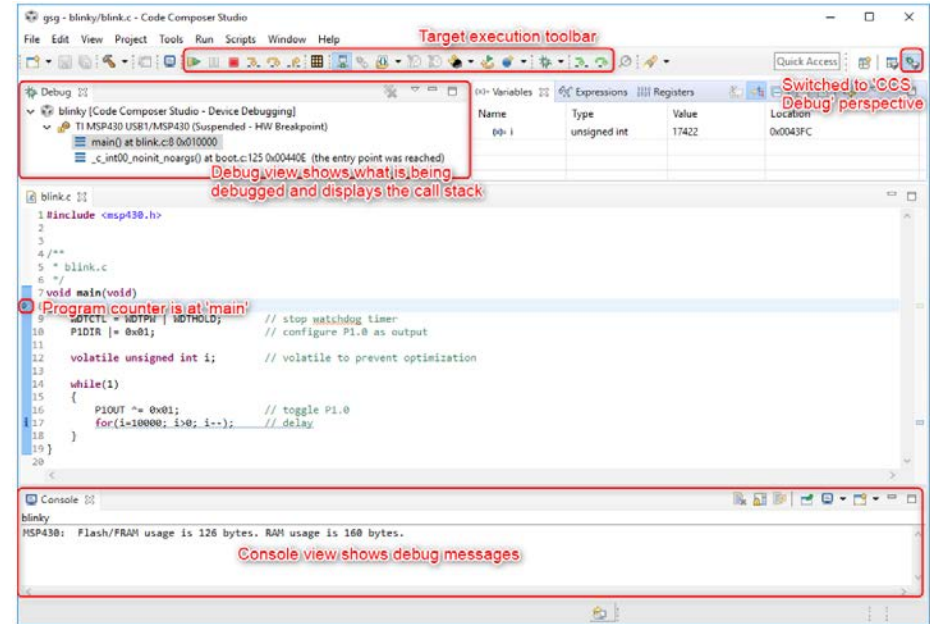 gsg - blinky/blink.c - Code Composer Studio
File Edit View Project Tools Run Scripts Window Help
Target execution toolbar
Quick Access
Switched to 'CCS Debug' perspective
Debug
blinky [Code Composer Studio - Device Debugging]
TI MSP430 USB1/MSP430 (Suspended - HW Breakpoint)
main() at blink.c:8 0x010000
_c_int00_noinit_noargs() at boot.c:125 0x00440E (the entry point was reached)
Debug view shows what is being
debugged and displays the call stack
(x)= Variables Expressions Registers
Name Type Value Location
(x)= i unsigned int 17422 0x0043FC
blink.c
1 #include <msp430.h>
2
3
4 /**
5 * blink.c
6 */
7 void main(void)
8
Program counter is at 'main'
9 WDTCTL = WDTPW | WDTHOLD; // stop watchdog timer
10 P1DIR |= 0x01; // configure P1.0 as output
11
12 volatile unsigned int i; // volatile to prevent optimization
13
14 while(1)
15 {
16 P1OUT ^= 0x01; // toggle P1.0
17 for(i=10000; i>0; i--); // delay
18 }
19 }
20
Console
blinky
MSP430: Flash/FRAM usage is 126 bytes. RAM usage is 160 bytes.
Console view shows debug messages